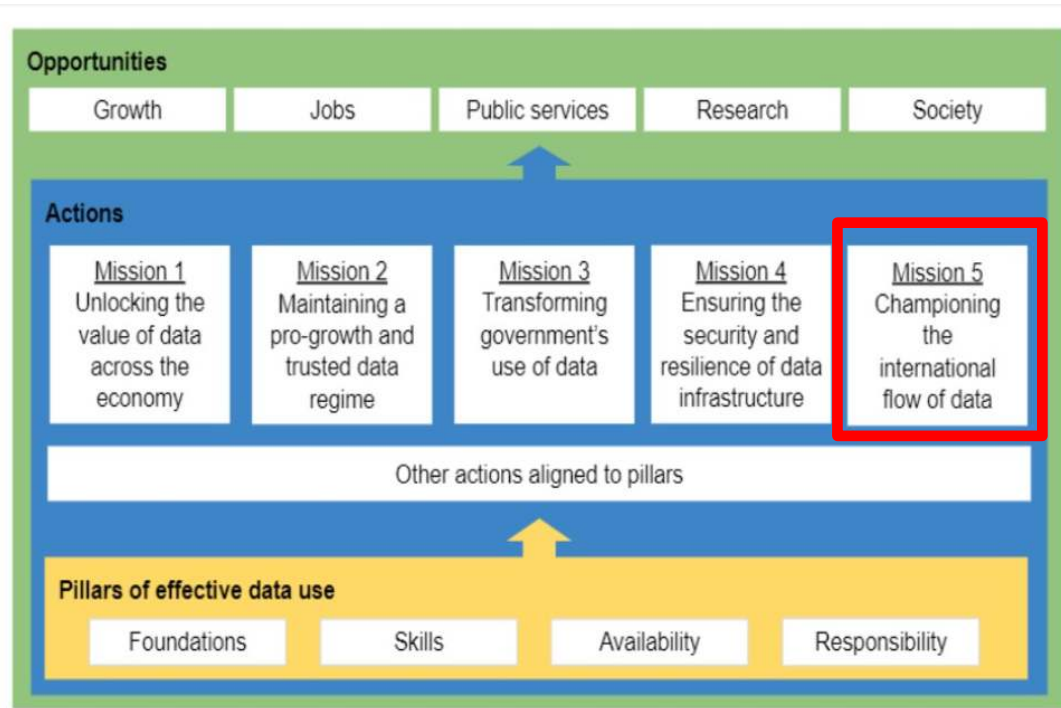 Opportunities
Growth
Jobs
Public services
Research
Society
Actions
Mission 1
Unlocking the
value of data
across the
economy
Mission 2
Maintaining a
pro-growth and
trusted data
regime
Mission 3
Transforming
government's
use of data
Mission 4
Ensuring the
security and
resilience of data
infrastructure
Mission 5
Championing
the
international
flow of data
Other actions aligned to pillars
Pillars of effective data use
Foundations
Skills
Availability
Responsibility